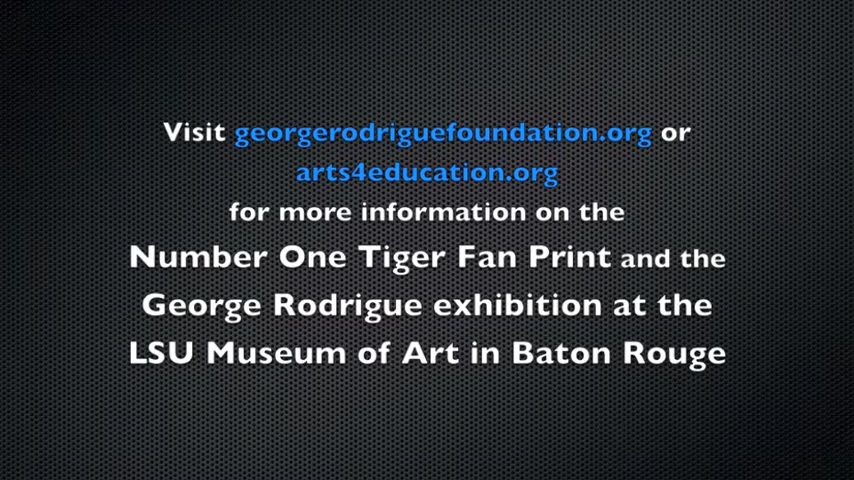 Visit georgerodriguefoundation.org or
arts4education.org
for more information on the
Number One Tiger Fan Print and the
George Rodrigue exhibition at the
LSU Museum of Art in Baton Rouge